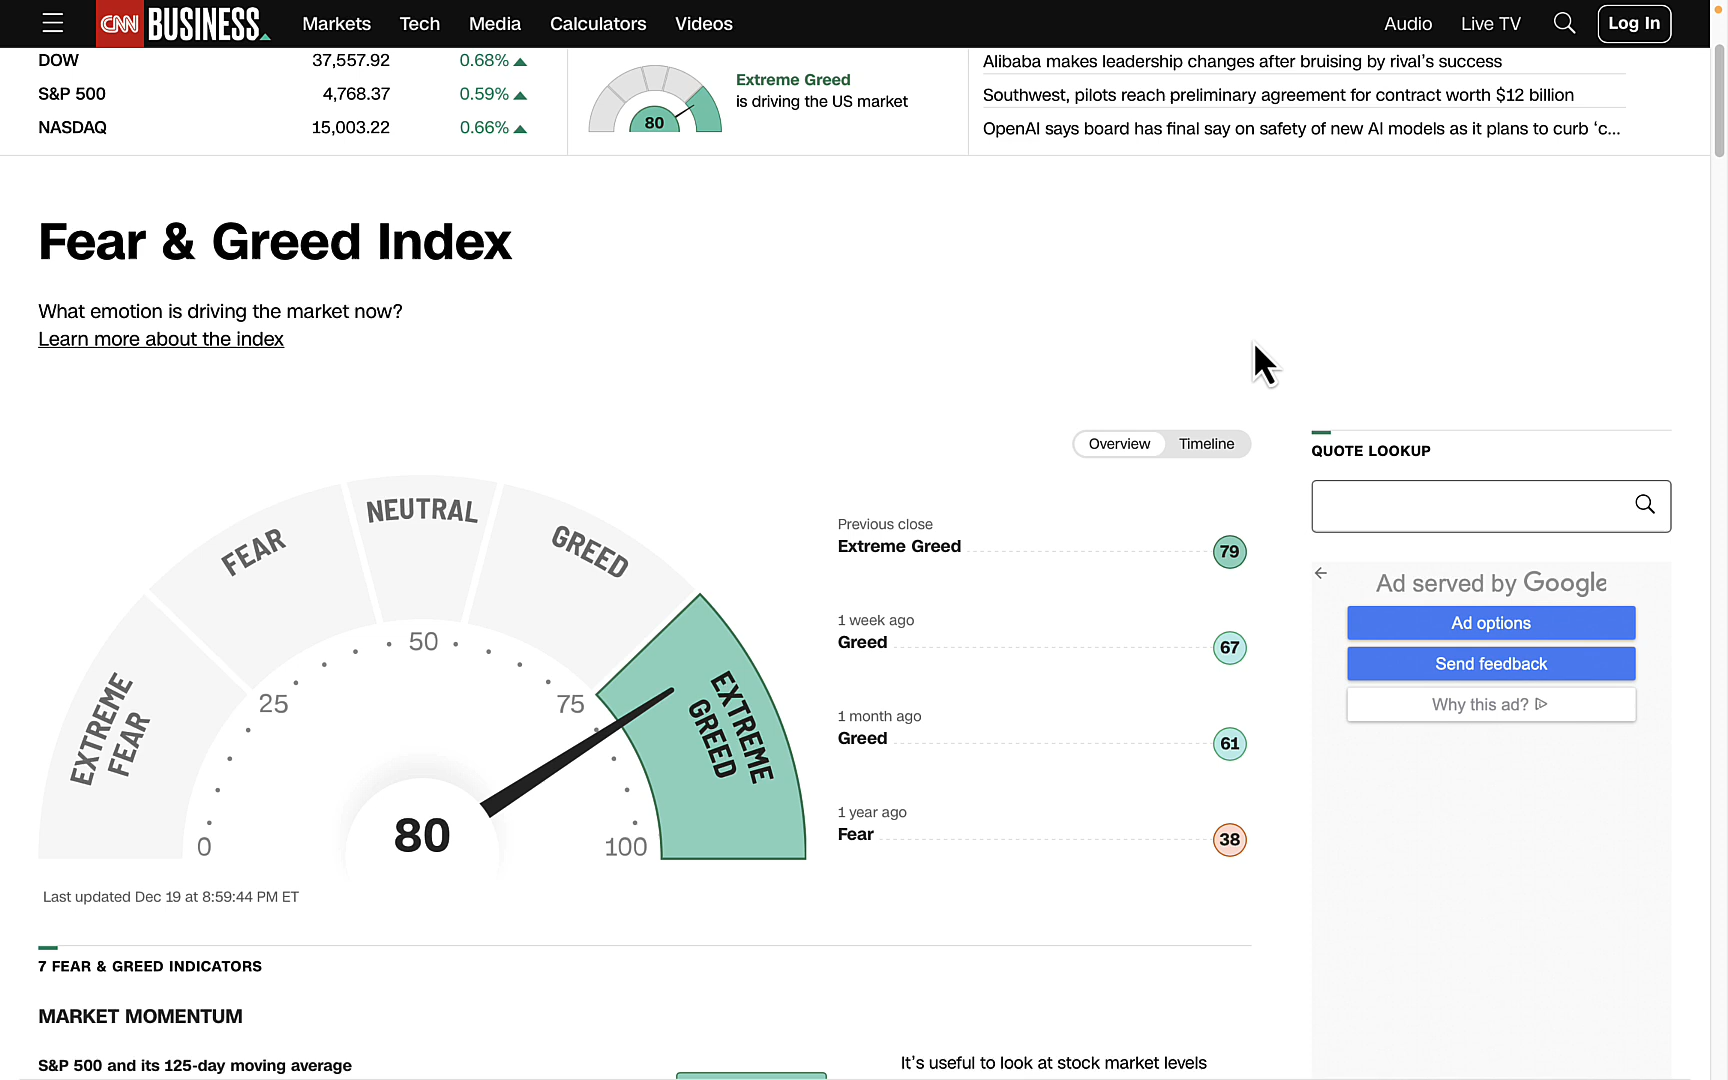 CNN BUSINESS
Markets Tech Media Calculators Videos
Audio Live TV Log In
DOW 37,557.92 0.68%
S&P 500 4,768.37 0.59%
NASDAQ 15,003.22 0.66%
80
Extreme Greed
is driving the US market
Alibaba makes leadership changes after bruising by rival’s success
Southwest, pilots reach preliminary agreement for contract worth $12 billion
OpenAI says board has final say on safety of new AI models as it plans to curb ‘c...
Fear & Greed Index
What emotion is driving the market now?
Learn more about the index
Overview Timeline
EXTREME
FEAR
FEAR
NEUTRAL
GREED
EXTREME
GREED
0
25
50
75
100
80
Last updated Dec 19 at 8:59:44 PM ET
Previous close
Extreme Greed 79
1 week ago
Greed 67
1 month ago
Greed 61
1 year ago
Fear 38
QUOTE LOOKUP
Ad served by Google
Ad options
Send feedback
Why this ad?
7 FEAR & GREED INDICATORS
MARKET MOMENTUM
S&P 500 and its 125-day moving average
It’s useful to look at stock market levels